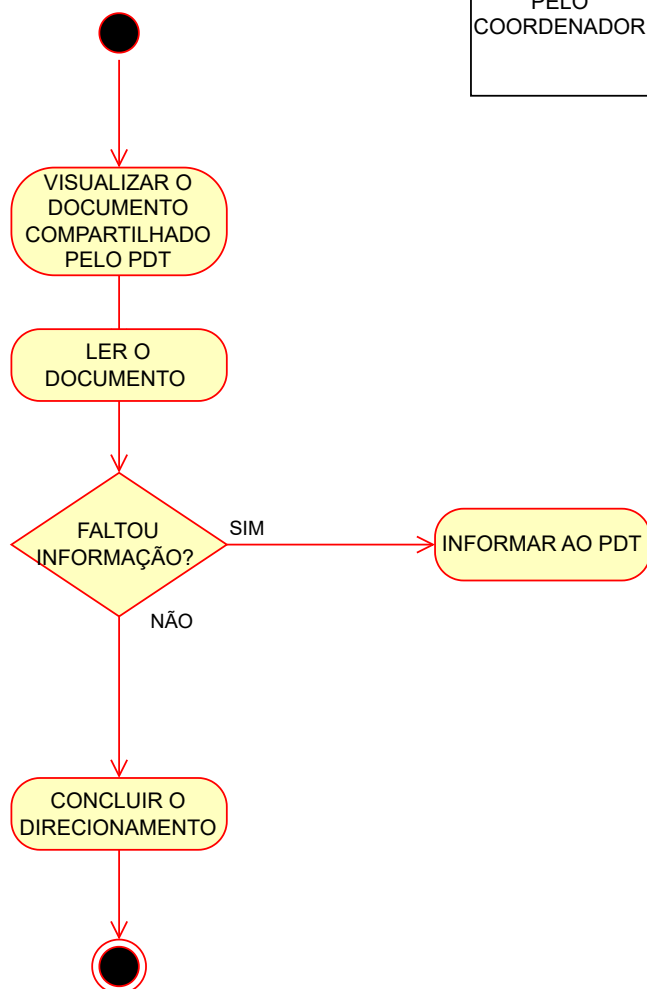 PELO
COORDENADOR
VISUALIZAR O
DOCUMENTO
COMPARTILHADO
PELO PDT
LER O
DOCUMENTO
FALTOU
INFORMAÇÃO?
SIM
INFORMAR AO PDT
NÃO
CONCLUIR O
DIRECIONAMENTO